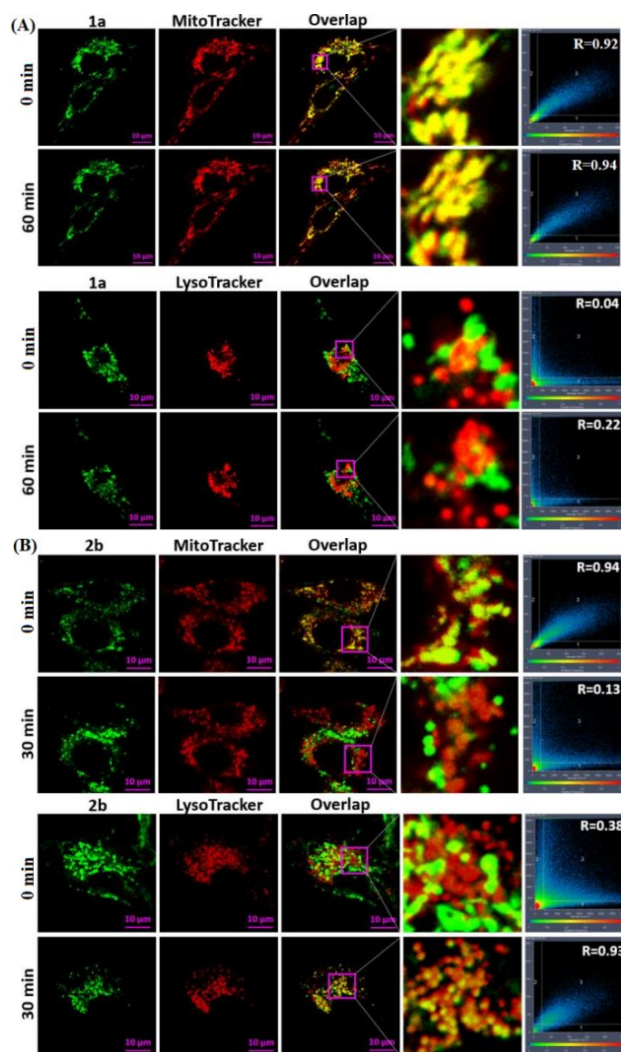 (A) 1a MitoTracker Overlap
0 min 10 µm 10 µm 10 µm R=0.92
60 min 10 µm 10 µm 10 µm R=0.94
1a LysoTracker Overlap
0 min 10 µm 10 µm 10 µm R=0.04
60 min 10 µm 10 µm 10 µm R=0.22
(B) 2b MitoTracker Overlap
0 min 10 µm 10 µm 10 µm R=0.94
30 min 10 µm 10 µm 10 µm R=0.13
2b LysoTracker Overlap
0 min 10 µm 10 µm 10 µm R=0.38
30 min 10 µm 10 µm 10 µm R=0.93